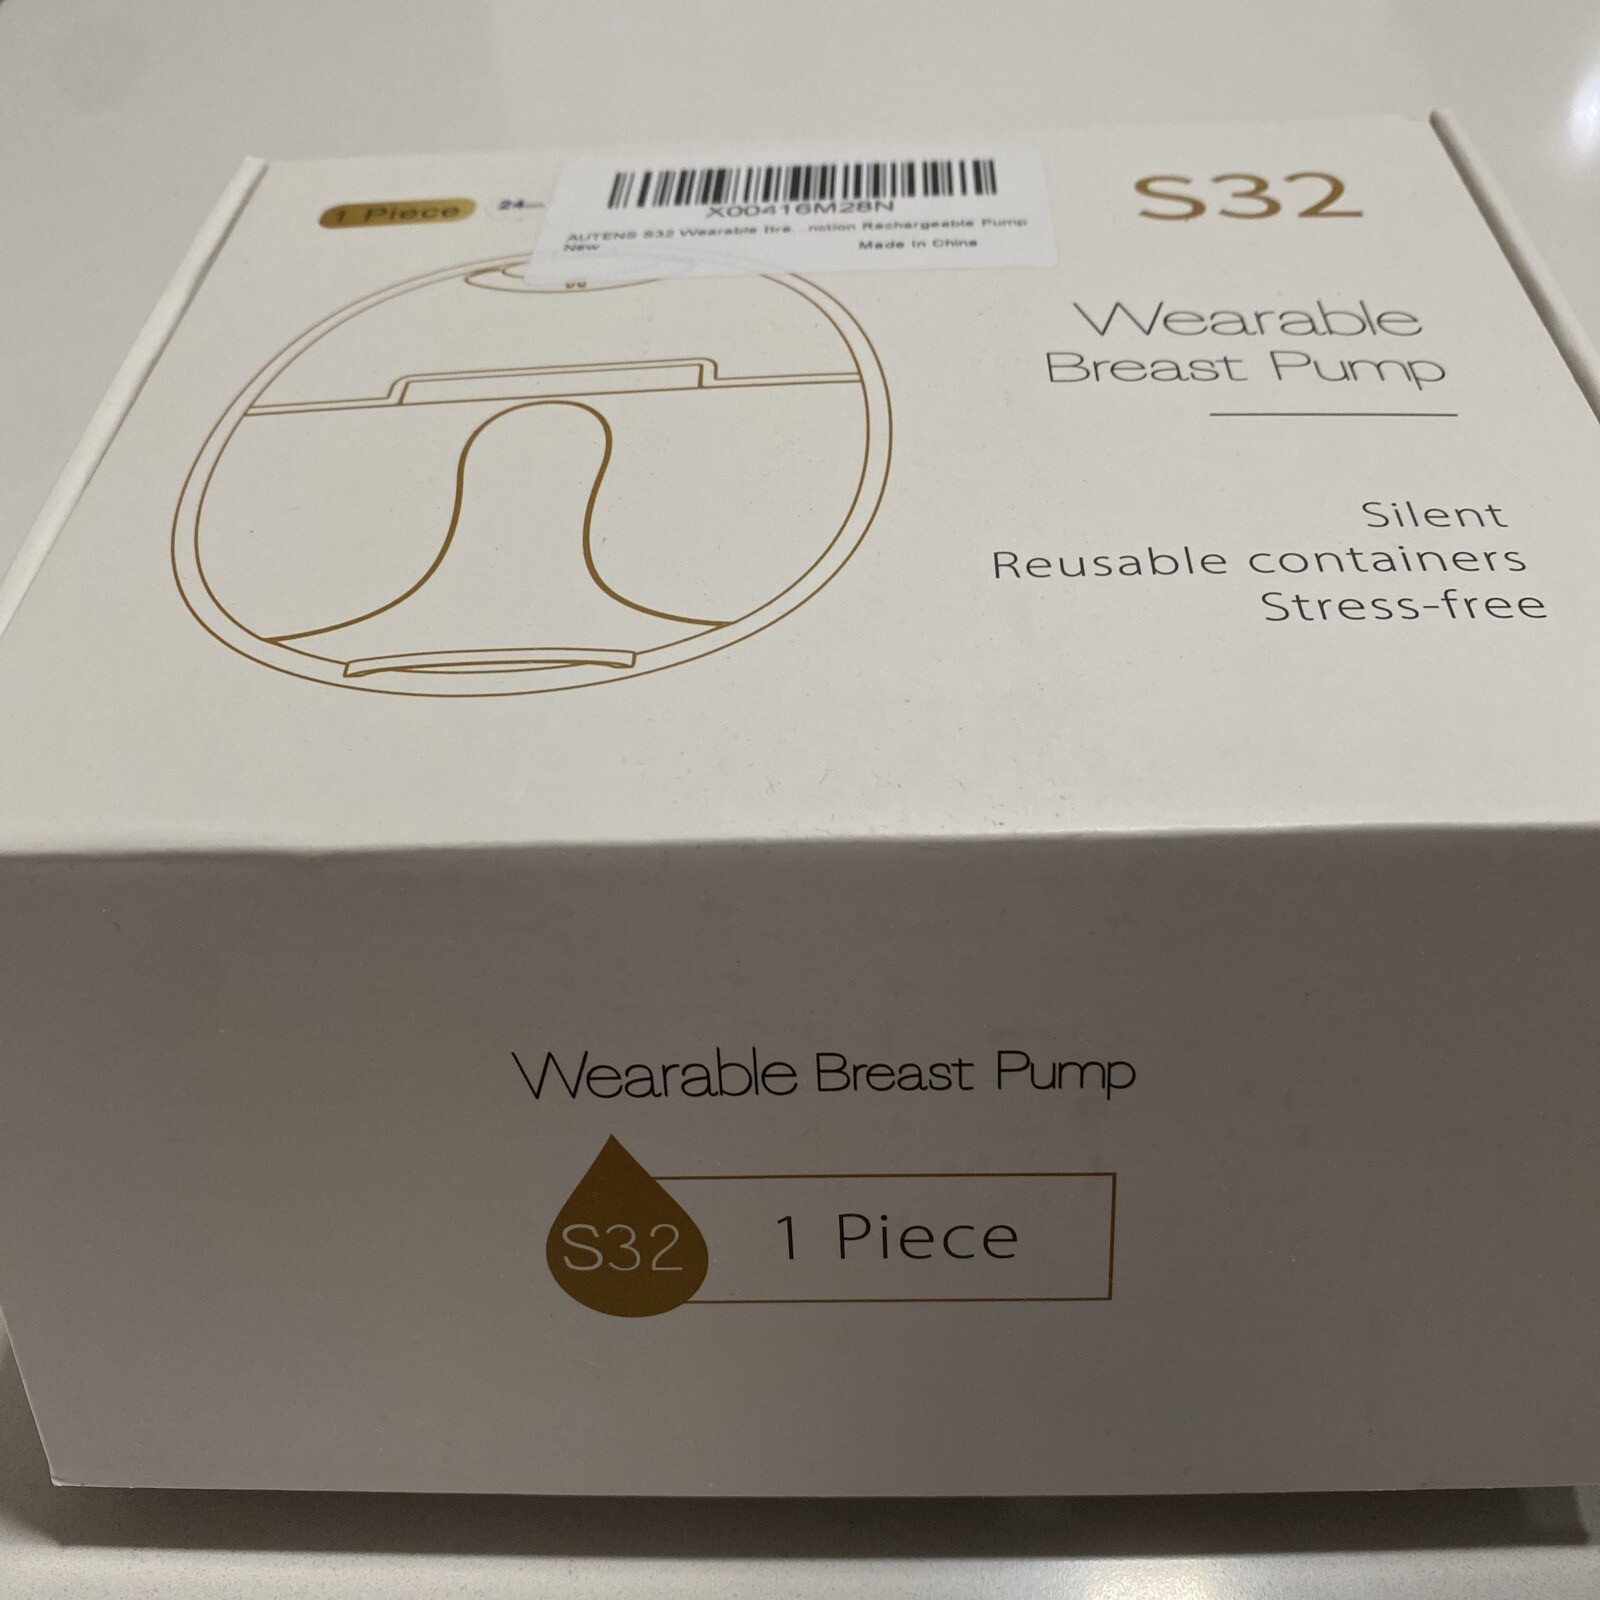 1 Piece
24mm
X00416M28N
AUTENS S32 Wearable Bre...nction Rechargeable Pump
New
Made In China
S32
Wearable
Breast Pump
Silent
Reusable containers
Stress-free
Wearable Breast Pump
S32
1 Piece